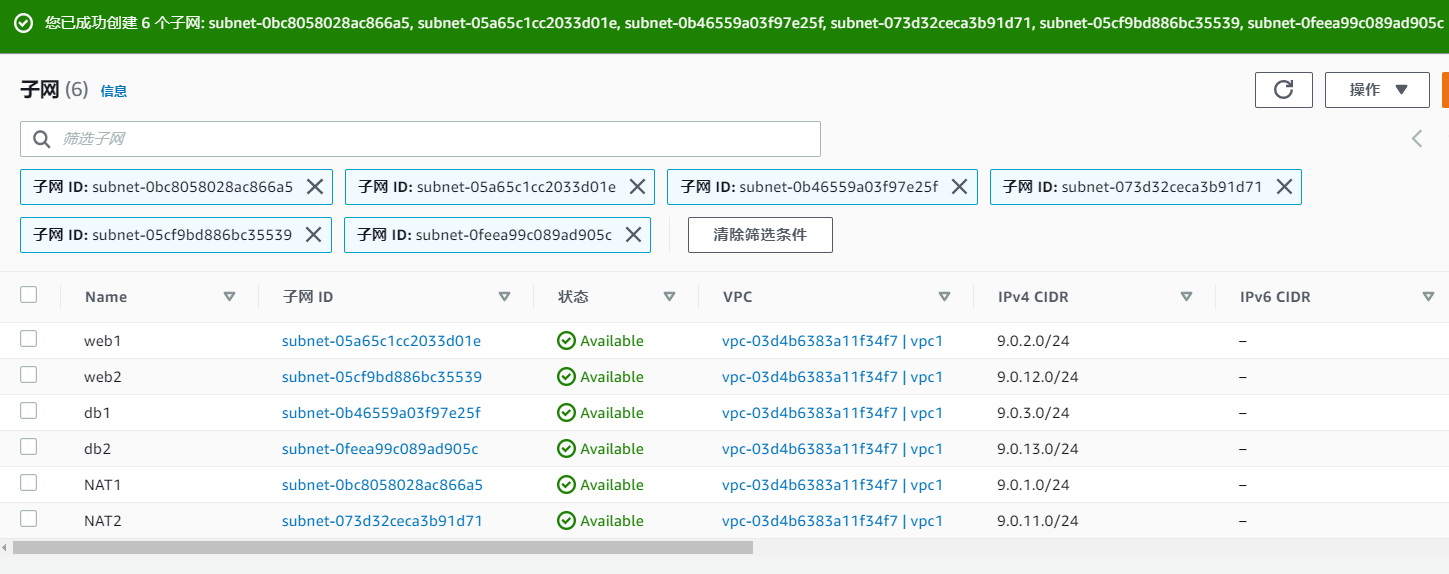 您已成功创建 6 个子网: subnet-0bc8058028ac866a5, subnet-05a65c1cc2033d01e, subnet-0b46559a03f97e25f, subnet-073d32ceca3b91d71, subnet-05cf9bd886bc35539, subnet-0feea99c089ad905c
子网 (6) 信息 操作
筛选子网
子网 ID: subnet-0bc8058028ac866a5 子网 ID: subnet-05a65c1cc2033d01e 子网 ID: subnet-0b46559a03f97e25f 子网 ID: subnet-073d32ceca3b91d71
子网 ID: subnet-05cf9bd886bc35539 子网 ID: subnet-0feea99c089ad905c 清除筛选条件
Name 子网 ID 状态 VPC IPv4 CIDR IPv6 CIDR
web1 subnet-05a65c1cc2033d01e Available vpc-03d4b6383a11f34f7 | vpc1 9.0.2.0/24 –
web2 subnet-05cf9bd886bc35539 Available vpc-03d4b6383a11f34f7 | vpc1 9.0.12.0/24 –
db1 subnet-0b46559a03f97e25f Available vpc-03d4b6383a11f34f7 | vpc1 9.0.3.0/24 –
db2 subnet-0feea99c089ad905c Available vpc-03d4b6383a11f34f7 | vpc1 9.0.13.0/24 –
NAT1 subnet-0bc8058028ac866a5 Available vpc-03d4b6383a11f34f7 | vpc1 9.0.1.0/24 –
NAT2 subnet-073d32ceca3b91d71 Available vpc-03d4b6383a11f34f7 | vpc1 9.0.11.0/24 –